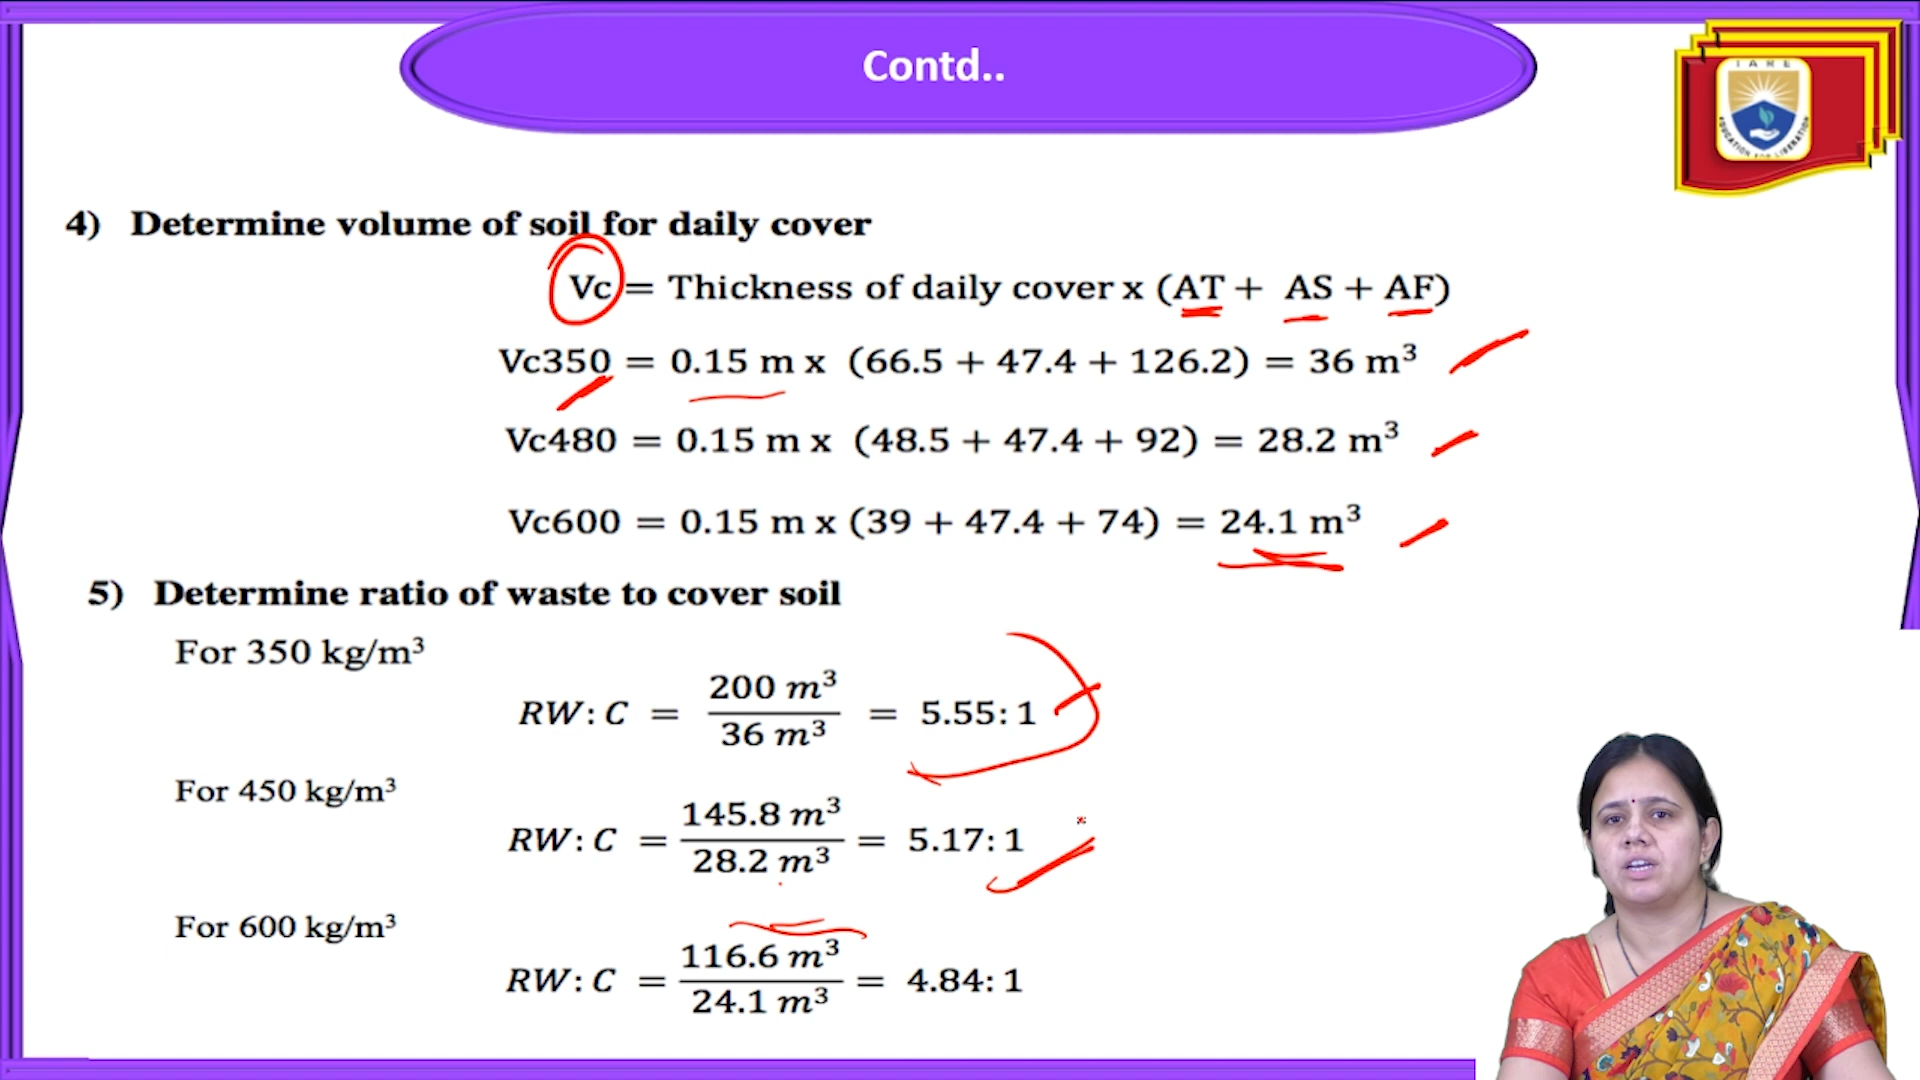 Contd..
I A R E
EDUCATION FOR LIBERATION
4) Determine volume of soil for daily cover
Vc = Thickness of daily cover x (AT + AS + AF)
Vc350 = 0.15 m x (66.5 + 47.4 + 126.2) = 36 m³
Vc480 = 0.15 m x (48.5 + 47.4 + 92) = 28.2 m³
Vc600 = 0.15 m x (39 + 47.4 + 74) = 24.1 m³
5) Determine ratio of waste to cover soil
For 350 kg/m³
RW: C = 200 m³ / 36 m³ = 5.55: 1
For 450 kg/m³
RW: C = 145.8 m³ / 28.2 m³ = 5.17: 1
For 600 kg/m³
RW: C = 116.6 m³ / 24.1 m³ = 4.84: 1